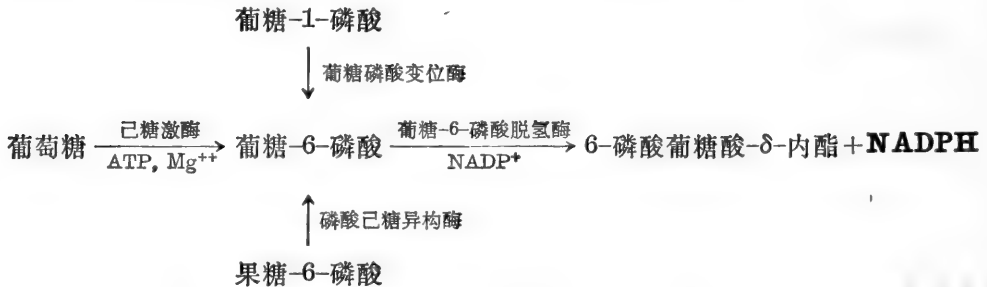 葡糖-1-磷酸
葡糖磷酸变位酶
葡萄糖 己糖激酶 葡糖-6-磷酸 葡糖-6-磷酸脱氢酶 6-磷酸葡糖酸-δ-内酯+NADPH
ATP, Mg++ NADP+
磷酸己糖异构酶
果糖-6-磷酸